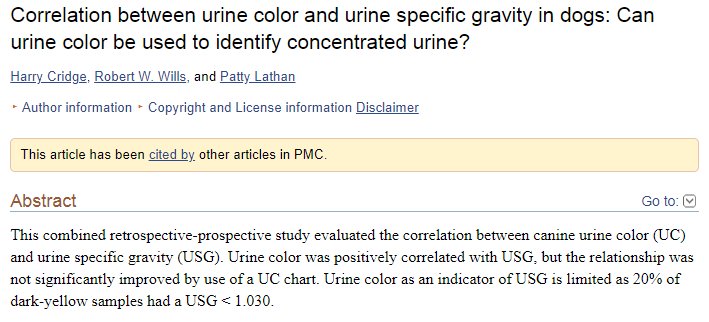 Correlation between urine color and urine specific gravity in dogs: Can
urine color be used to identify concentrated urine?
Harry Cridge, Robert W. Wills, and Patty Lathan
▸ Author information ▸ Copyright and License information Disclaimer
This article has been cited by other articles in PMC.
Abstract Go to:
This combined retrospective-prospective study evaluated the correlation between canine urine color (UC)
and urine specific gravity (USG). Urine color was positively correlated with USG, but the relationship was
not significantly improved by use of a UC chart. Urine color as an indicator of USG is limited as 20% of
dark-yellow samples had a USG < 1.030.